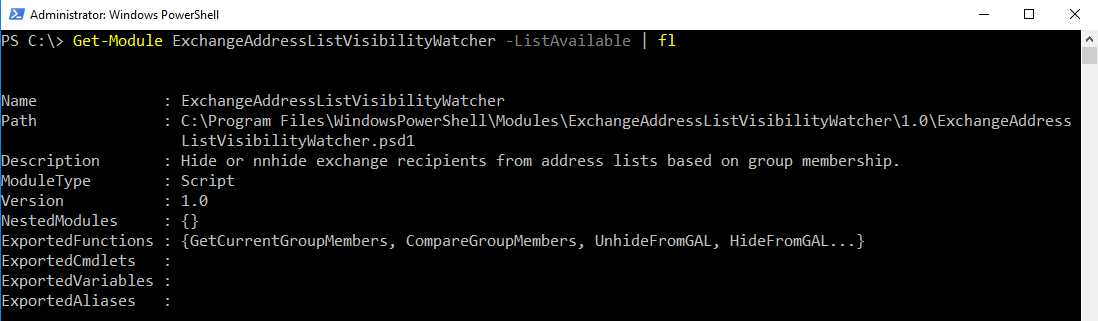 Administrator: Windows PowerShell
PS C:\> Get-Module ExchangeAddressListVisibilityWatcher -ListAvailable | fl
Name              : ExchangeAddressListVisibilityWatcher
Path              : C:\Program Files\WindowsPowerShell\Modules\ExchangeAddressListVisibilityWatcher\1.0\ExchangeAddress
                    ListVisibilityWatcher.psd1
Description       : Hide or nnhide exchange recipients from address lists based on group membership.
ModuleType        : Script
Version           : 1.0
NestedModules     : {}
ExportedFunctions : {GetCurrentGroupMembers, CompareGroupMembers, UnhideFromGAL, HideFromGAL...}
ExportedCmdlets   :
ExportedVariables :
ExportedAliases   :